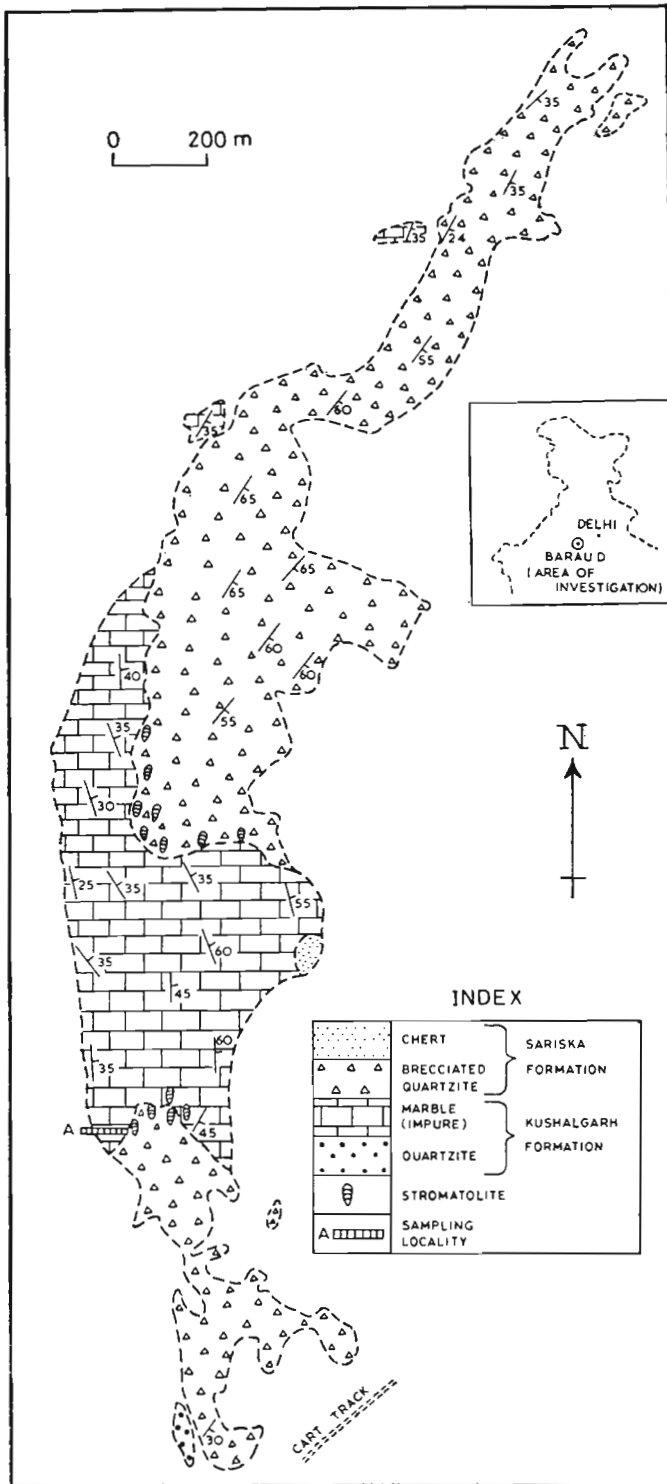 0 200 m
35
35
35
24
55
60
35
65
65
65
60
60
55
40
35
30
25
35
35
55
35
60
45
35
60
45
30
DELHI
BARAUD
(AREA OF
INVESTIGATION)
N
INDEX
CHERT
BRECCIATED
QUARTZITE
SARISKA
FORMATION
MARBLE
(IMPURE)
QUARTZITE
KUSHALGARH
FORMATION
STROMATOLITE
A SAMPLING
LOCALITY
A
CART TRACK